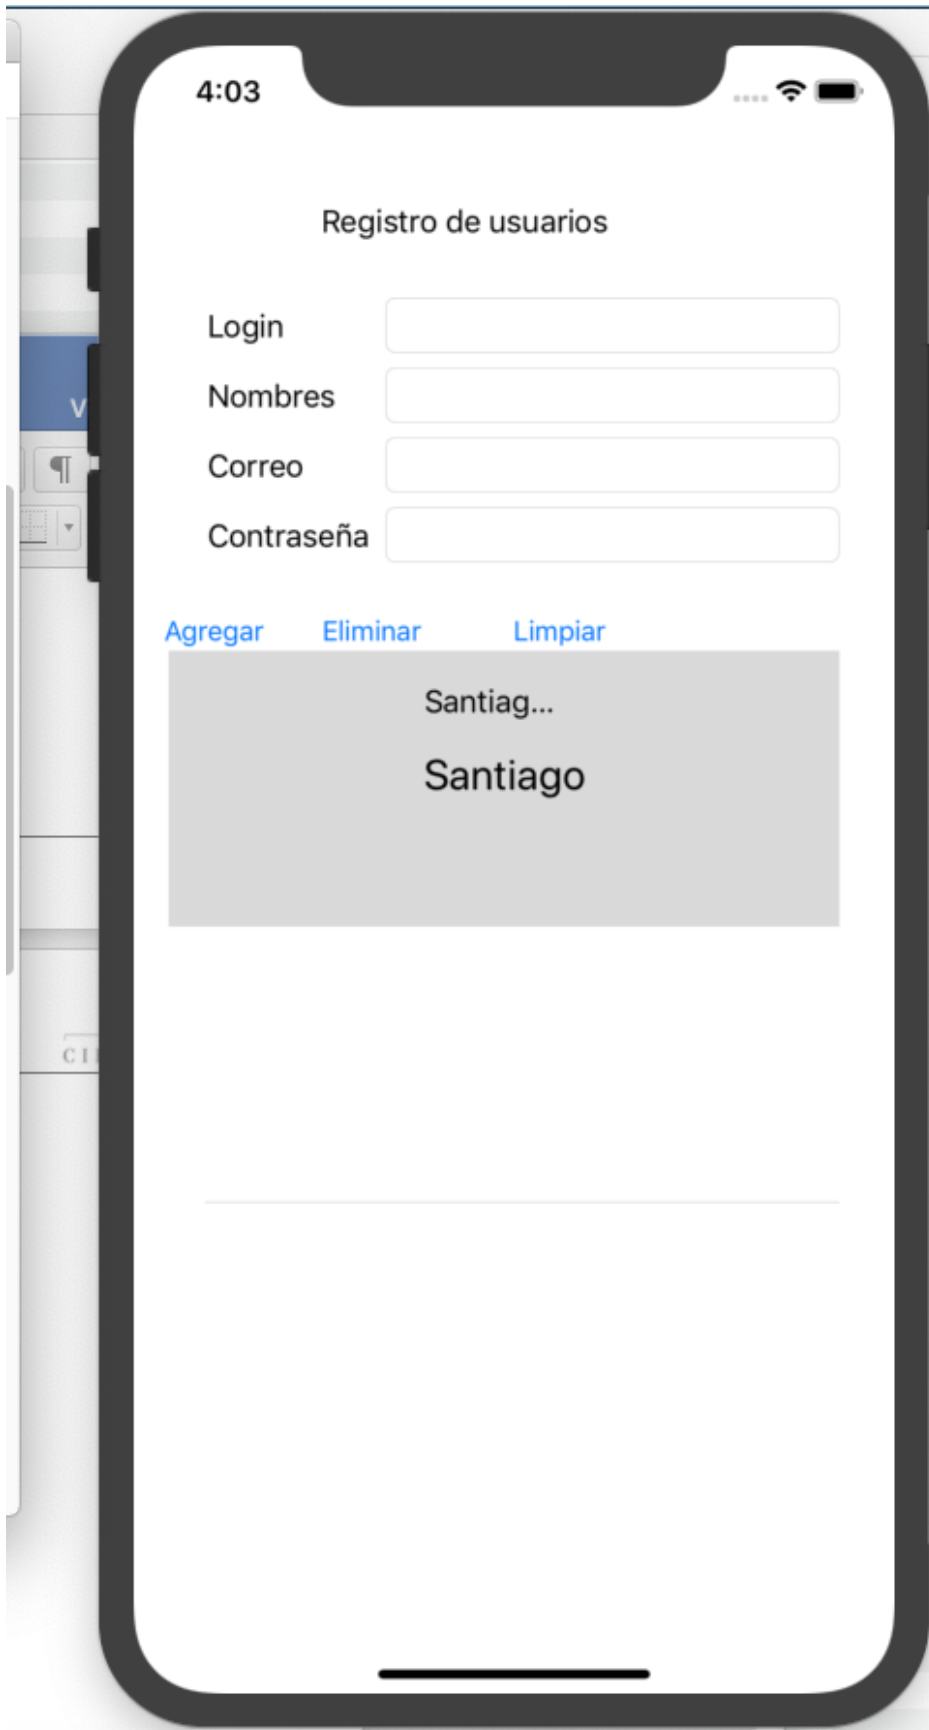 4:03
Registro de usuarios
Login
Nombres
V
Correo
¶
Contraseña
Agregar Eliminar Limpiar
Santiag...
Santiago